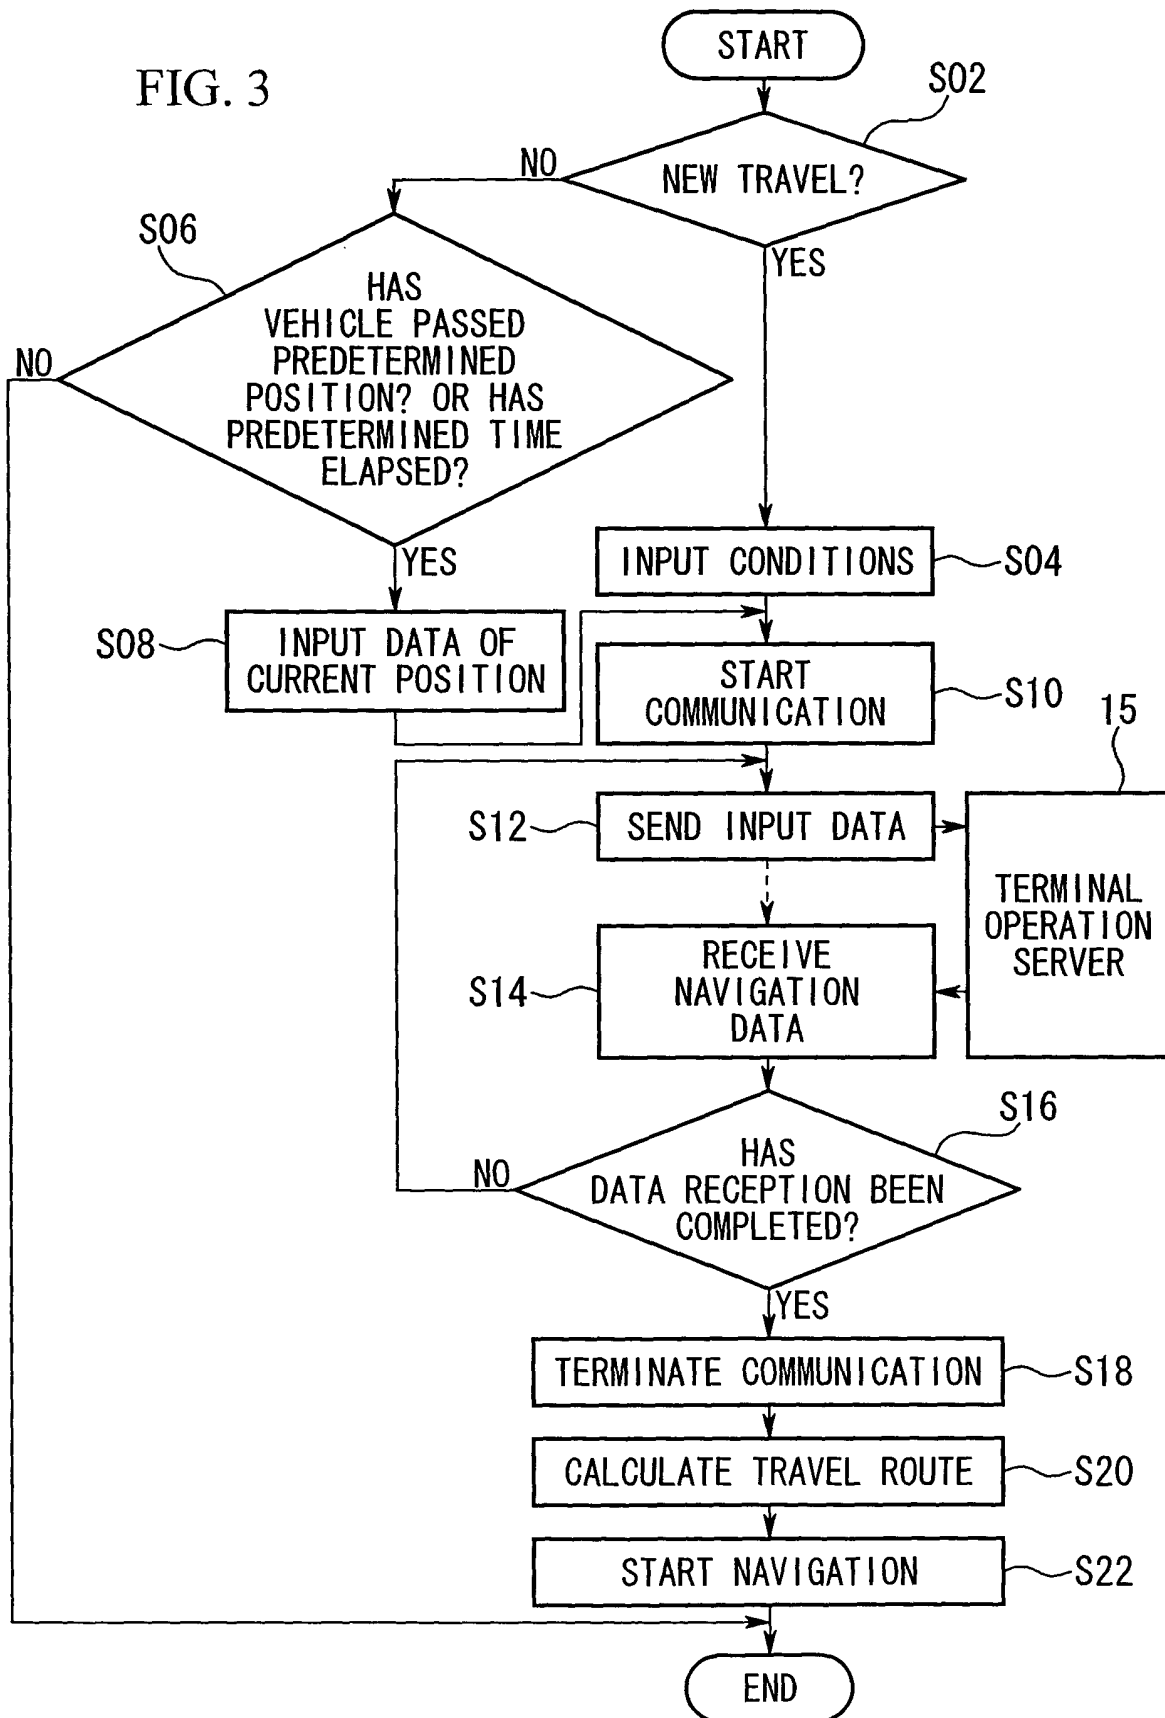 START
FIG. 3
S02
NO
NEW TRAVEL?
S06
YES
HAS
VEHICLE PASSED
PREDETERMINED
POSITION? OR HAS
PREDETERMINED TIME
ELAPSED?
NO
YES
INPUT CONDITIONS
S04
S08
INPUT DATA OF
CURRENT POSITION
START
COMMUNICATION
S10
15
S12
SEND INPUT DATA
TERMINAL
OPERATION
SERVER
S14
RECEIVE
NAVIGATION
DATA
S16
HAS
DATA RECEPTION BEEN
COMPLETED?
NO
YES
TERMINATE COMMUNICATION
S18
CALCULATE TRAVEL ROUTE
S20
START NAVIGATION
S22
END